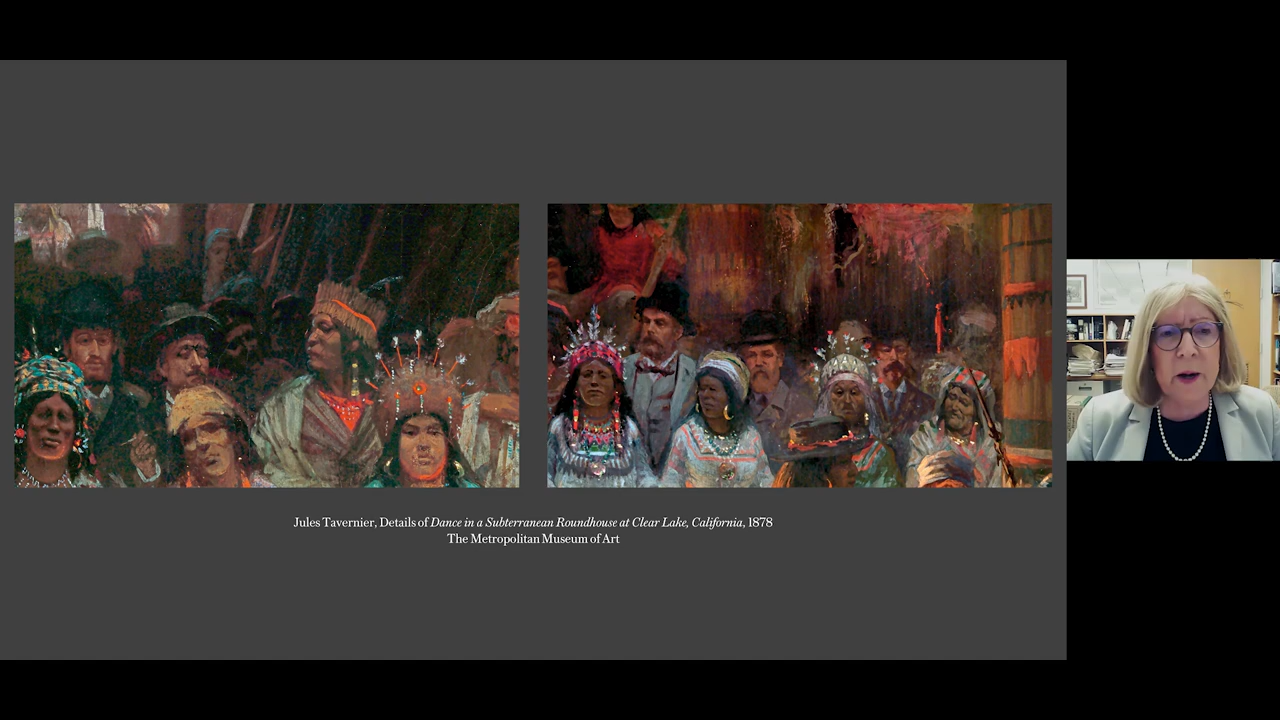 Jules Tavernier, Details of Dance in a Subterranean Roundhouse at Clear Lake, California, 1878
The Metropolitan Museum of Art